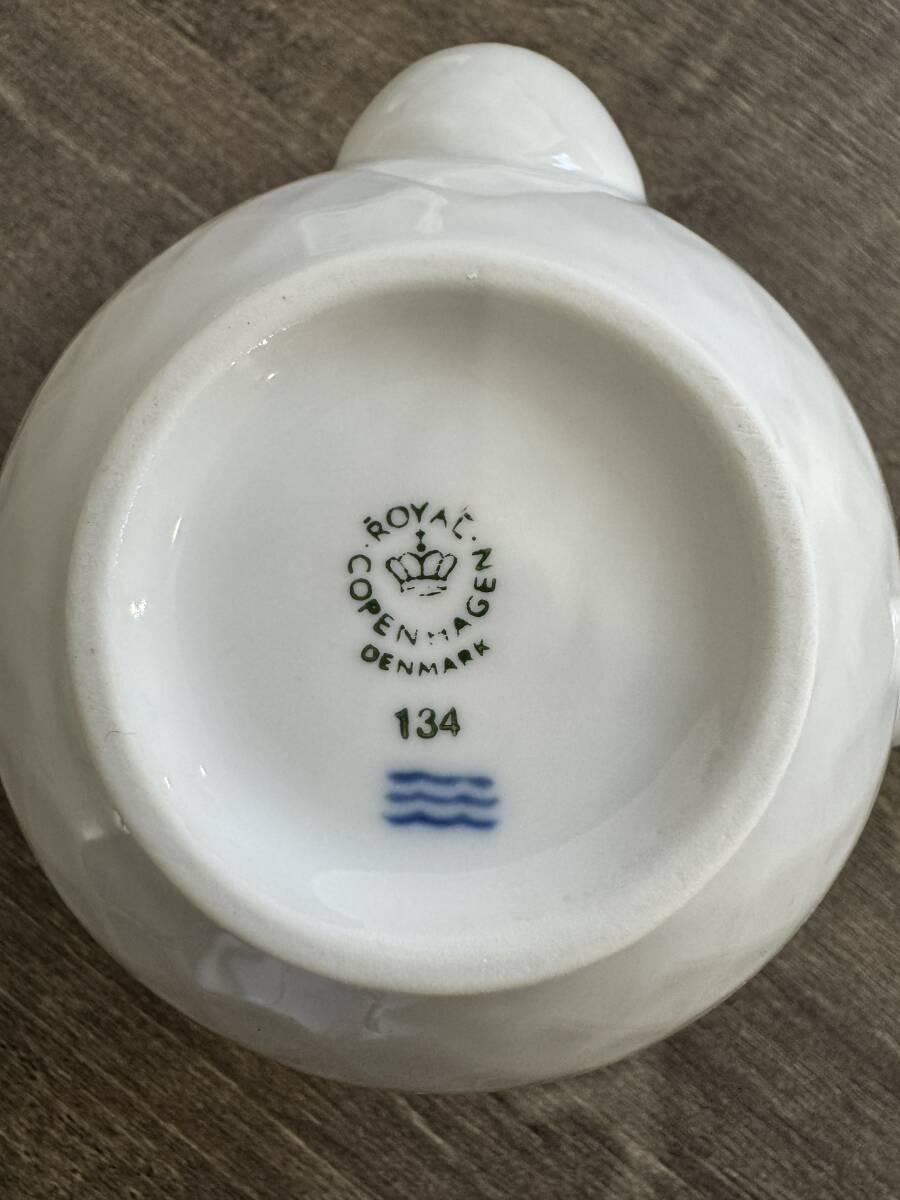 ROYAL
COPENHAGEN
DENMARK
134